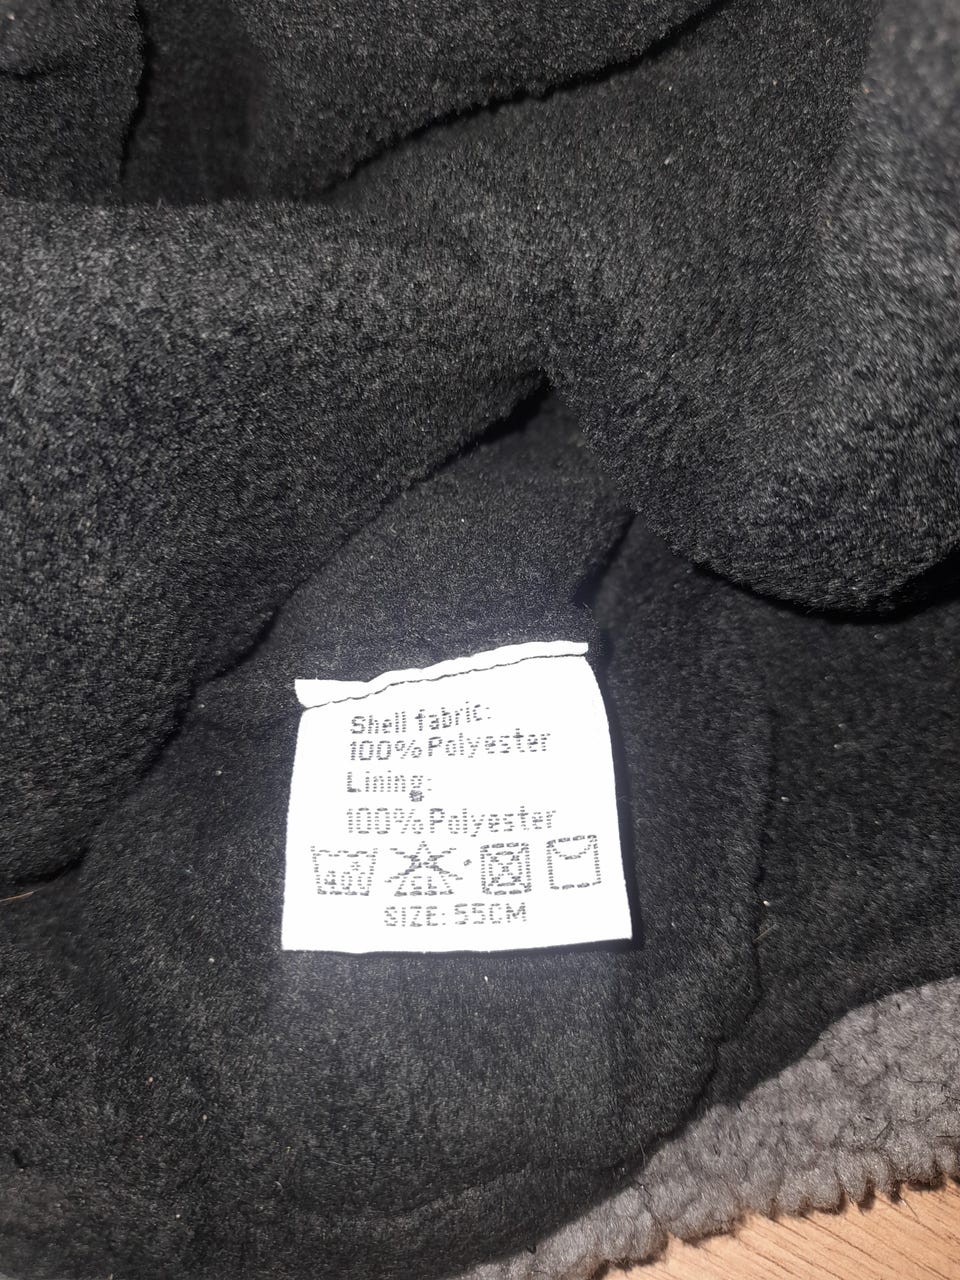 Shell fabric:
100% Polyester
Lining:
100% Polyester
SIZE: 55CM